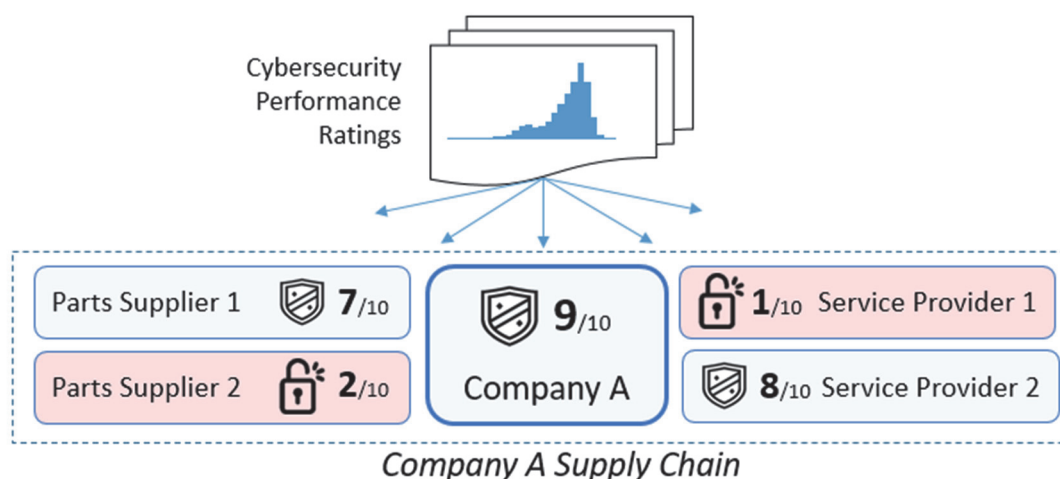 Cybersecurity
Performance
Ratings
Parts Supplier 1 7/10
Parts Supplier 2 2/10
9/10
Company A
1/10 Service Provider 1
8/10 Service Provider 2
Company A Supply Chain